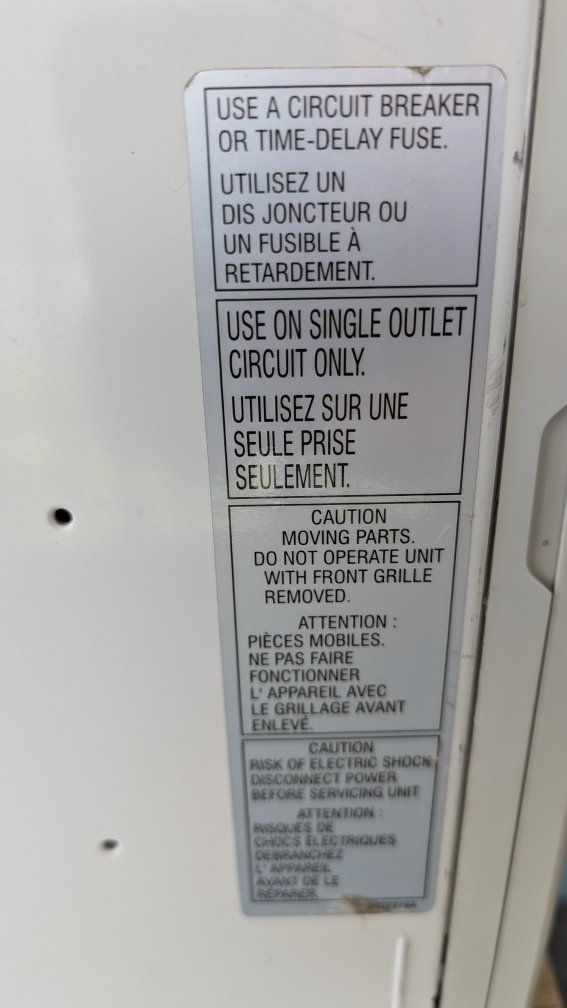 USE A CIRCUIT BREAKER
OR TIME-DELAY FUSE.
UTILISEZ UN
DIS JONCTEUR OU
UN FUSIBLE À
RETARDEMENT.
USE ON SINGLE OUTLET
CIRCUIT ONLY.
UTILISEZ SUR UNE
SEULE PRISE
SEULEMENT.
CAUTION
MOVING PARTS.
DO NOT OPERATE UNIT
WITH FRONT GRILLE
REMOVED.
ATTENTION :
PIÈCES MOBILES.
NE PAS FAIRE
FONCTIONNER
L' APPAREIL AVEC
LE GRILLAGE AVANT
ENLEVÉ.
CAUTION
RISK OF ELECTRIC SHOCK
DISCONNECT POWER
BEFORE SERVICING UNIT
ATTENTION :
RISQUES DE
CHOCS ÉLECTRIQUES
DEBRANCHEZ
L' APPAREIL
AVANT DE LE
RÉPARER.